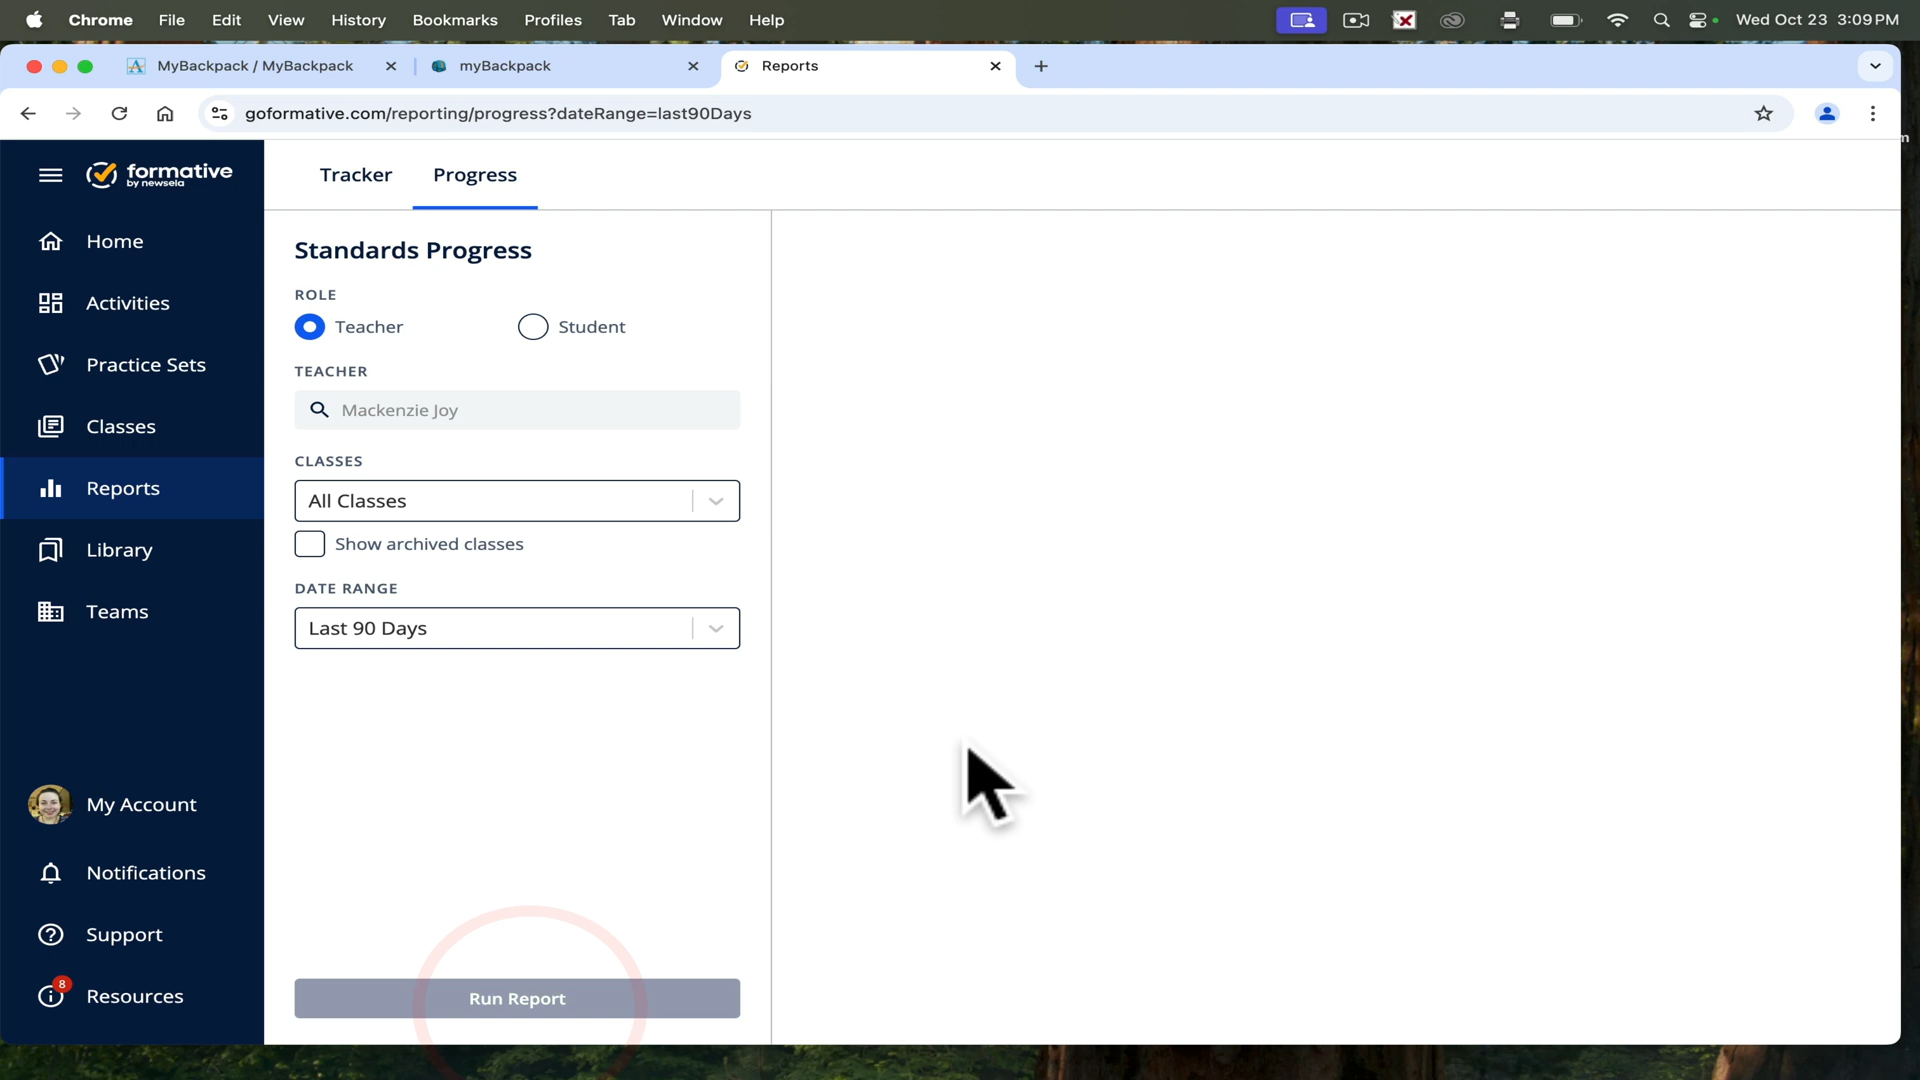 Chrome File Edit View History Bookmarks Profiles Tab Window Help Wed Oct 23 3:09 PM
MyBackpack / MyBackpack myBackpack Reports
goformative.com/reporting/progress?dateRange=last90Days
formative
by newsela
Home
Activities
Practice Sets
Classes
Reports
Library
Teams
My Account
Notifications
Support
8
Resources
Tracker Progress
Standards Progress
ROLE
Teacher Student
TEACHER
Mackenzie Joy
CLASSES
All Classes
Show archived classes
DATE RANGE
Last 90 Days
Run Report